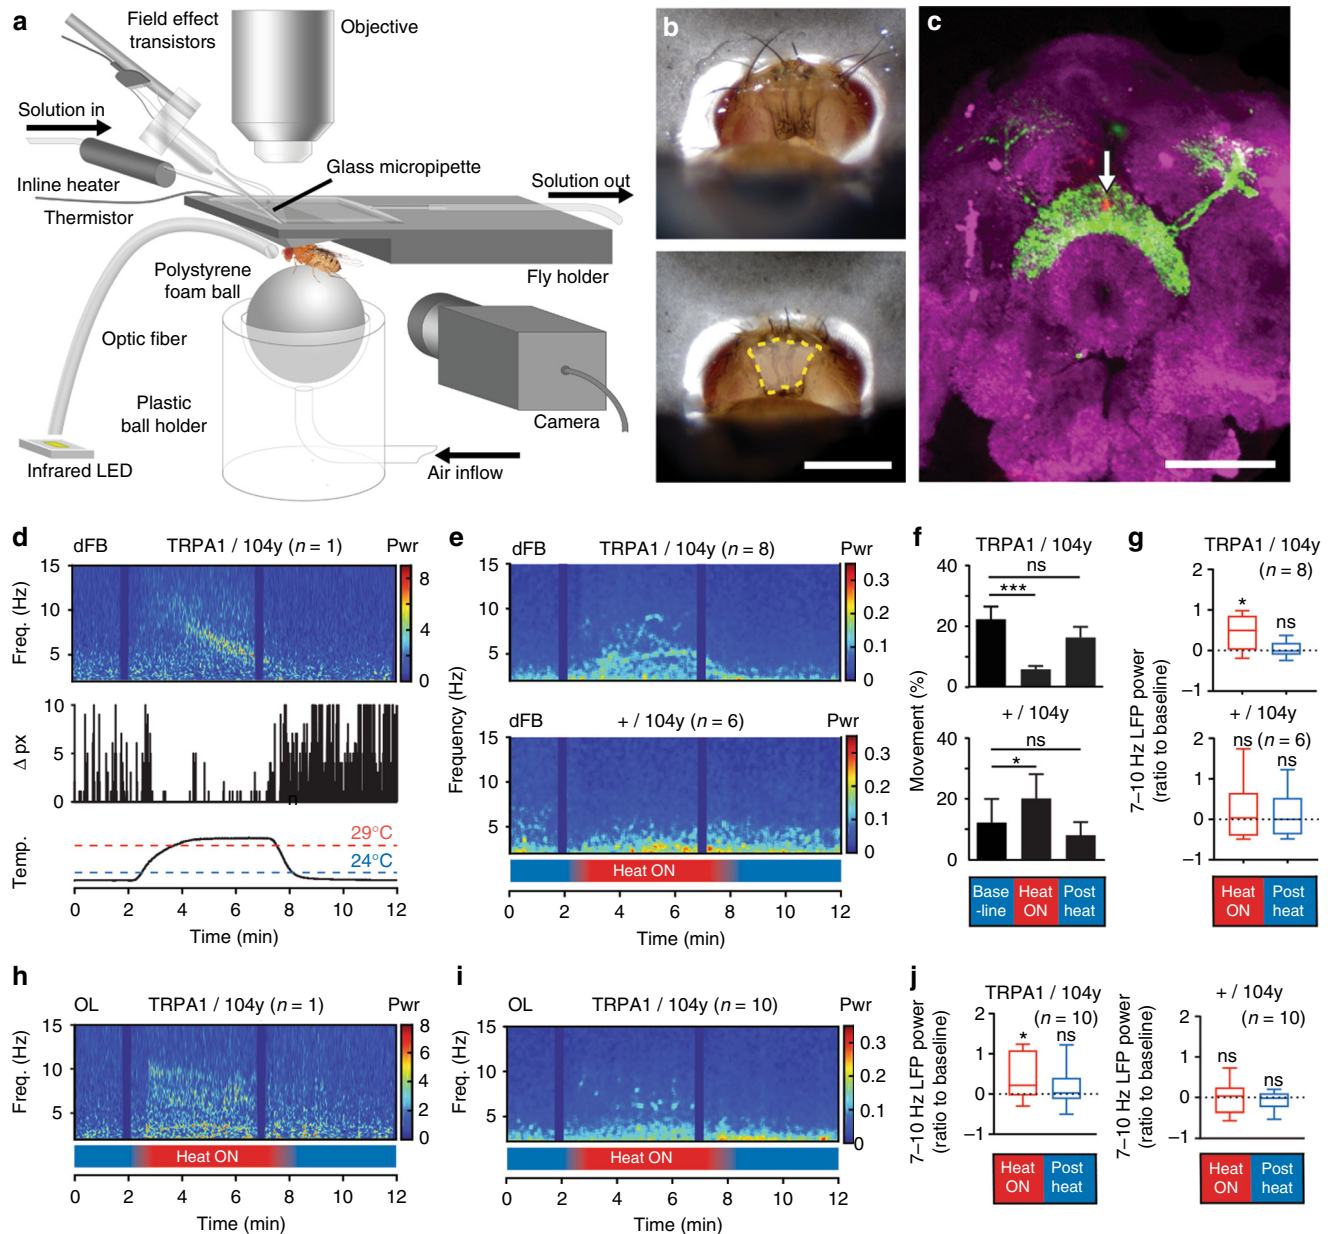 a
Field effect
transistors
Objective
Solution in
Glass micropipette
Inline heater
Solution out
Thermistor
Polystyrene
foam ball
Fly holder
Optic fiber
Plastic
ball holder
Camera
Infrared LED
Air inflow
b
c
d
dFB
TRPA1 / 104y (n = 1)
Pwr
Freq. (Hz)
15
10
5
8
4
0
Δ px
10
5
0
n
Temp.
29°C
24°C
0 2 4 6 8 10 12
Time (min)
e
dFB
TRPA1 / 104y (n = 8)
Pwr
15
10
5
0.3
0.2
0.1
0
Frequency (Hz)
dFB
+ / 104y (n = 6)
Pwr
15
10
5
0.3
0.2
0.1
0
Heat ON
0 2 4 6 8 10 12
Time (min)
f
TRPA1 / 104y
40
20
0
ns
***
Movement (%)
+ / 104y
40
20
0
ns
*
Base
-line
Heat
ON
Post
heat
g
TRPA1 / 104y
(n = 8)
2
1
0
−1
*
ns
7–10 Hz LFP power
(ratio to baseline)
+ / 104y
(n = 6)
2
1
0
−1
ns
ns
Heat
ON
Post
heat
h
OL
TRPA1 / 104y (n = 1)
Pwr
Freq. (Hz)
15
10
5
8
6
4
2
0
Heat ON
0 2 4 6 8 10 12
Time (min)
i
OL
TRPA1 / 104y (n = 10)
Pwr
Freq. (Hz)
15
10
5
0.3
0.2
0.1
0
Heat ON
0 2 4 6 8 10 12
Time (min)
j
TRPA1 / 104y
(n = 10)
7–10 Hz LFP power
(ratio to baseline)
2
1
0
−1
*
ns
Heat
ON
Post
heat
+ / 104y
(n = 10)
7–10 Hz LFP power
(ratio to baseline)
2
1
0
−1
ns
ns
Heat
ON
Post
heat